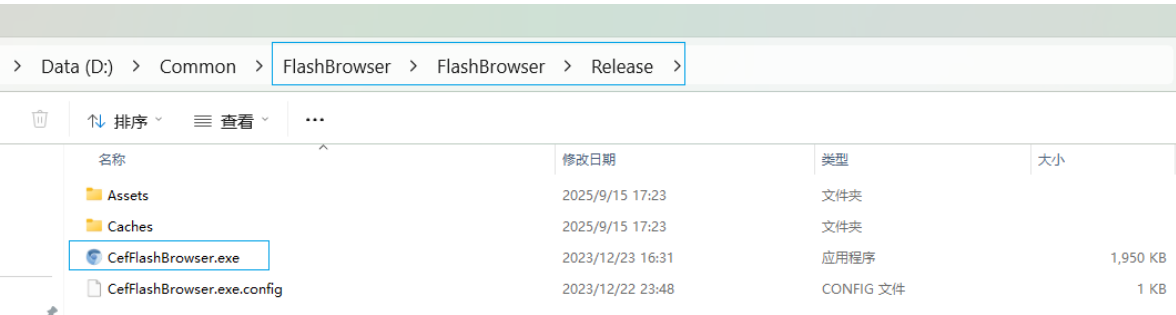 > Data (D:) > Common > FlashBrowser > FlashBrowser > Release >
排序 查看 ...
名称 修改日期 类型 大小
Assets 2025/9/15 17:23 文件夹
Caches 2025/9/15 17:23 文件夹
CefFlashBrowser.exe 2023/12/23 16:31 应用程序 1,950 KB
CefFlashBrowser.exe.config 2023/12/22 23:48 CONFIG 文件 1 KB